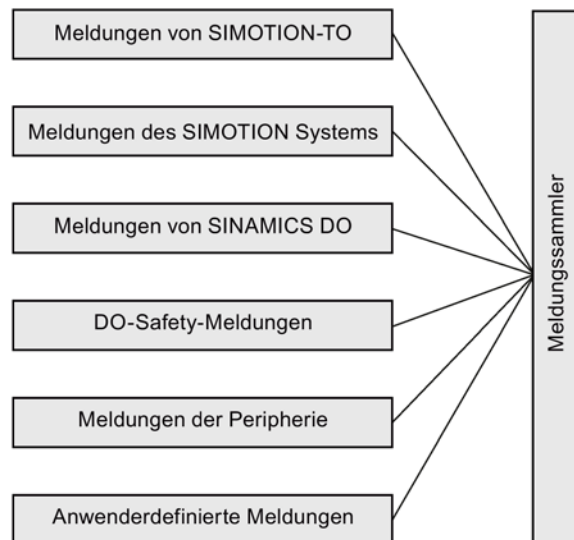 Meldungen von SIMOTION-TO
Meldungen des SIMOTION Systems
Meldungen von SINAMICS DO
DO-Safety-Meldungen
Meldungen der Peripherie
Anwenderdefinierte Meldungen
Meldungssammler